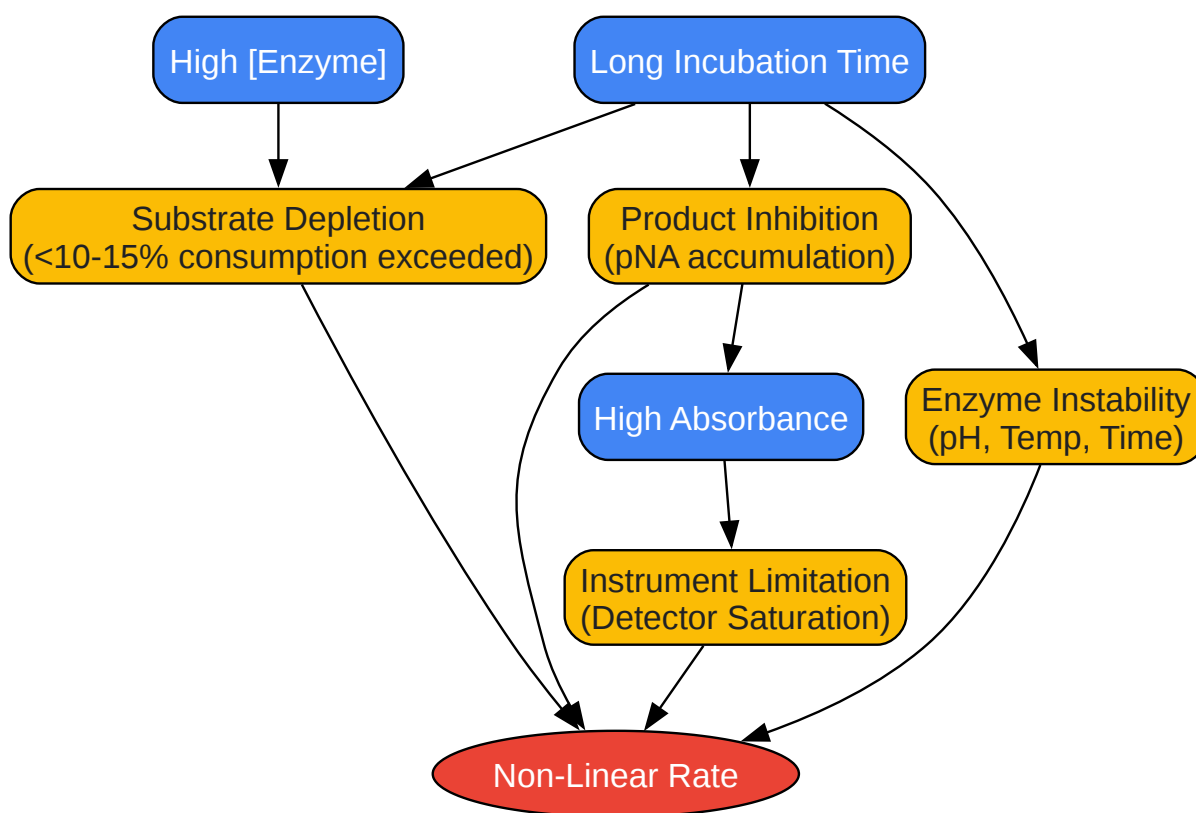 High [Enzyme]
Long Incubation Time
Substrate Depletion
(<10-15% consumption exceeded)
Product Inhibition
(pNA accumulation)
High Absorbance
Enzyme Instability
(pH, Temp, Time)
Instrument Limitation
(Detector Saturation)
Non-Linear Rate